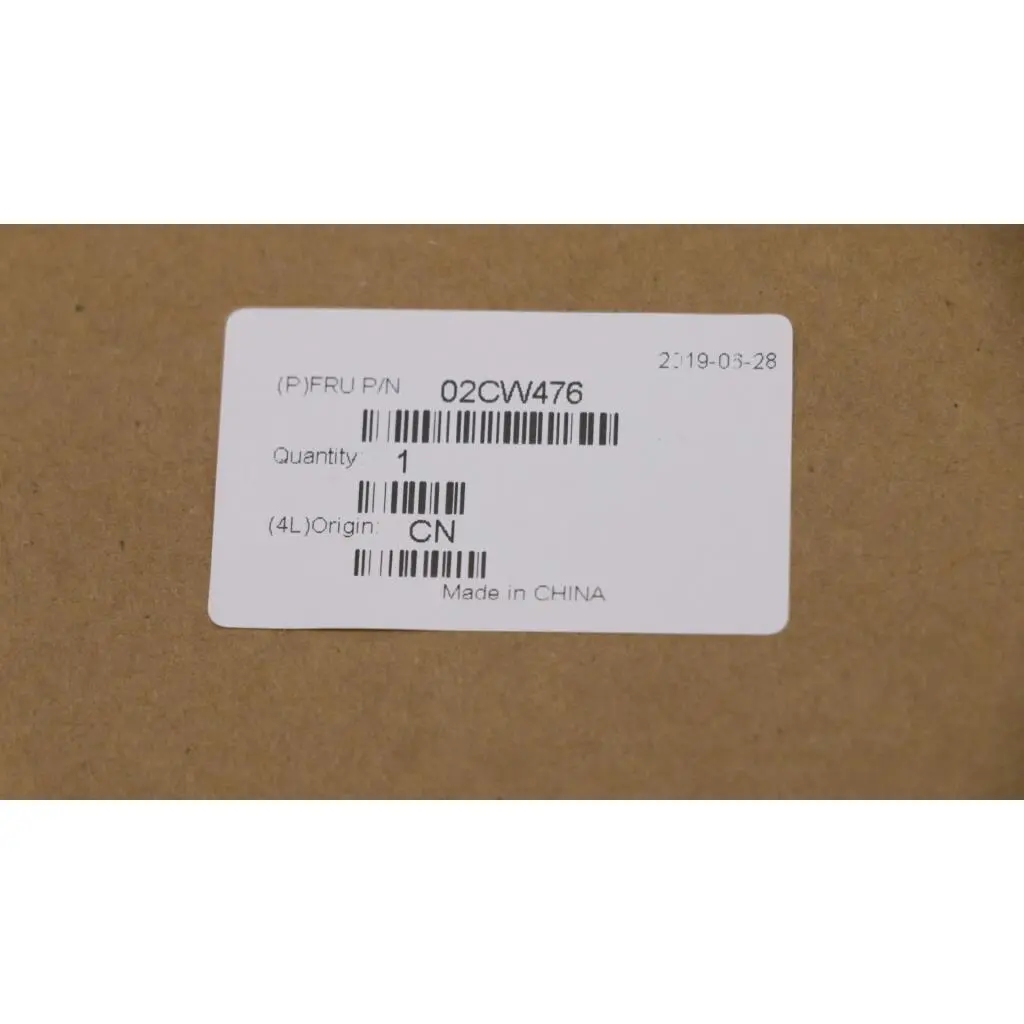 2019-06-28
(P)FRU P/N 02CW476
Quantity: 1
(4L)Origin: CN
Made in CHINA